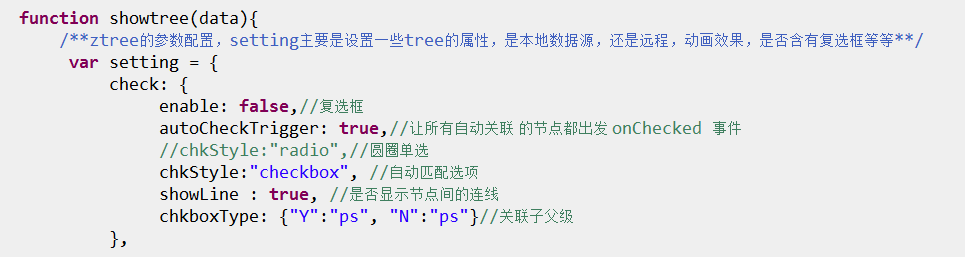 function showtree(data){
/**ztree的参数配置，setting主要是设置一些tree的属性，是本地数据源，还是远程，动画效果，是否含有复选框等等**/
var setting = {
check: {
enable: false,//复选框
autoCheckTrigger: true,//让所有自动关联 的节点都出发 onChecked 事件
//chkStyle:"radio",//圆圈单选
chkStyle:"checkbox", //自动匹配选项
showLine : true, //是否显示节点间的连线
chkboxType: {"Y":"ps", "N":"ps"}//关联子父级
},